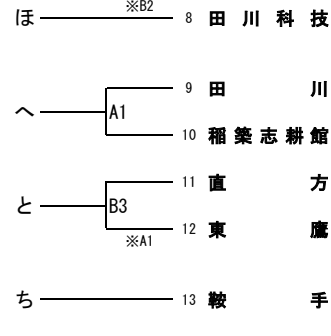 ※B2
ほ 8 田川科技
9 田川
へ A1
10 稲築志耕館
11 直方
と B3
12 東鷹
※A1
ち 13 鞍手